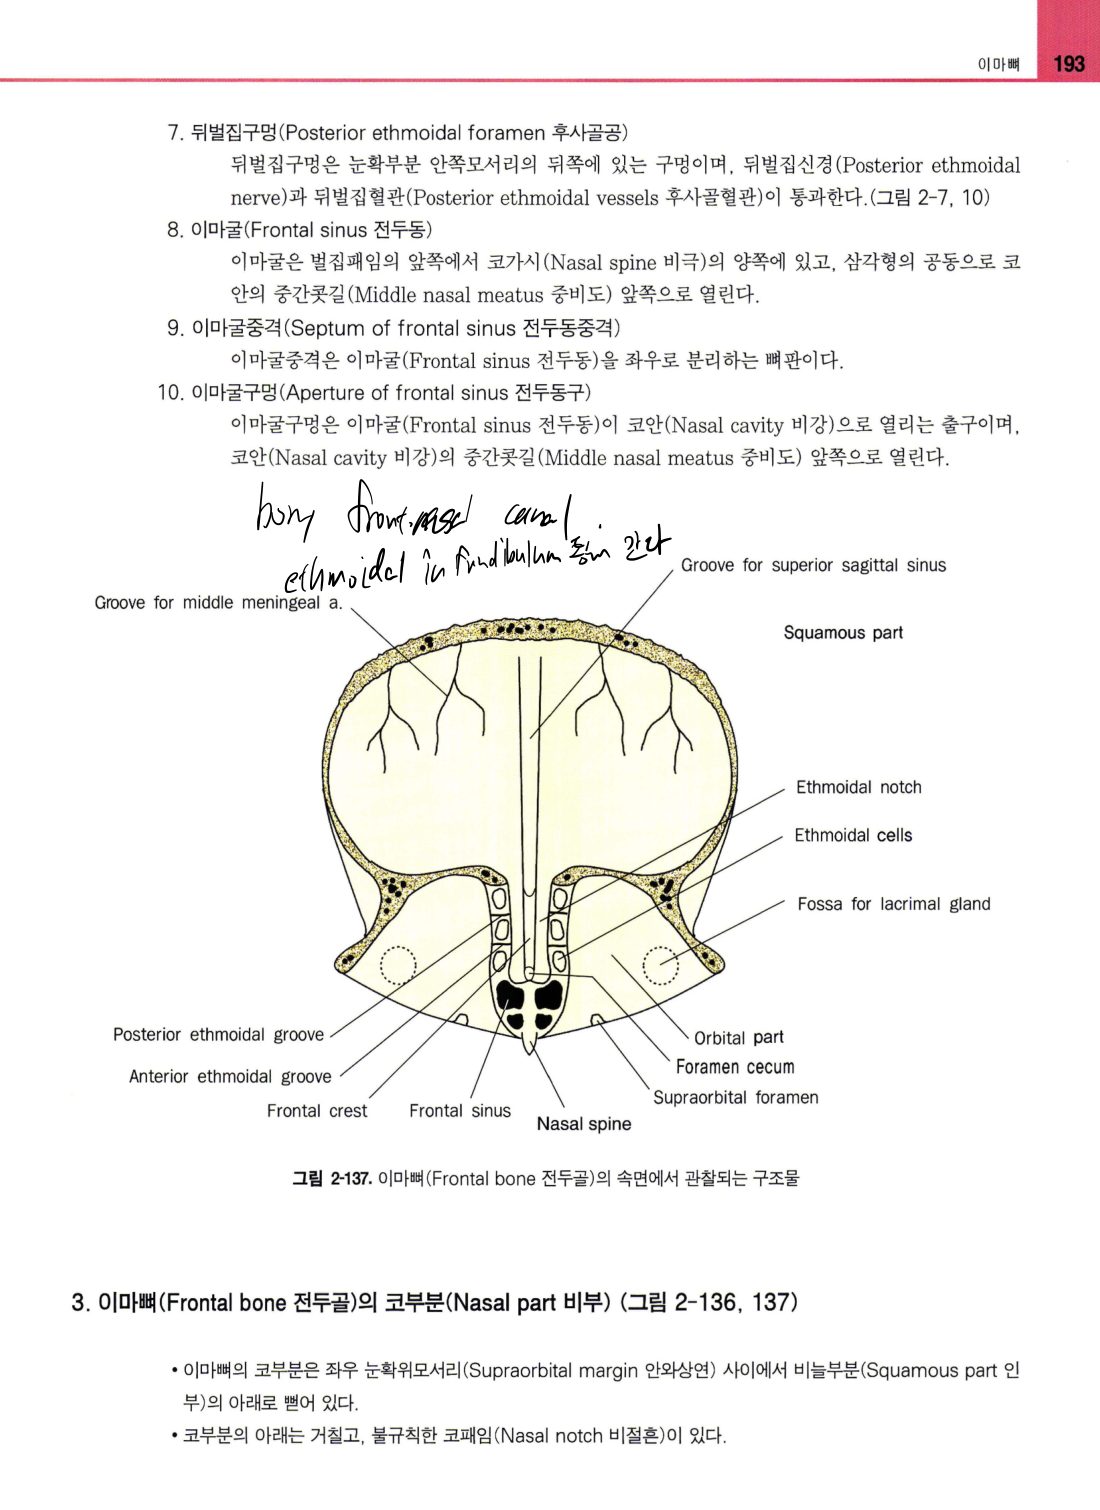 이마뼈 193
7. 뒤벌집구멍(Posterior ethmoidal foramen 후사골공)
뒤벌집구멍은 눈확부분 안쪽모서리의 뒤쪽에 있는 구멍이며, 뒤벌집신경(Posterior ethmoidal
nerve)과 뒤벌집혈관(Posterior ethmoidal vessels 후사골혈관)이 통과한다.(그림 2-7, 10)
8. 이마굴(Frontal sinus 전두동)
이마굴은 벌집패임의 앞쪽에서 코가시(Nasal spine 비극)의 양쪽에 있고, 삼각형의 공동으로 코
안의 중간콧길(Middle nasal meatus 중비도) 앞쪽으로 열린다.
9. 이마굴중격(Septum of frontal sinus 전두동중격)
이마굴중격은 이마굴(Frontal sinus 전두동)을 좌우로 분리하는 뼈판이다.
10. 이마굴구멍(Aperture of frontal sinus 전두동구)
이마굴구멍은 이마굴(Frontal sinus 전두동)이 코안(Nasal cavity 비강)으로 열리는 출구이며,
코안(Nasal cavity 비강)의 중간콧길(Middle nasal meatus 중비도) 앞쪽으로 열린다.
bony canal
ethmoidal infundibulum 간다
Groove for superior sagittal sinus
Groove for middle meningeal a.
Squamous part
Ethmoidal notch
Ethmoidal cells
Fossa for lacrimal gland
Posterior ethmoidal groove
Orbital part
Anterior ethmoidal groove
Foramen cecum
Frontal crest
Frontal sinus
Supraorbital foramen
Nasal spine
그림 2-137. 이마뼈(Frontal bone 전두골)의 속면에서 관찰되는 구조물
3. 이마뼈(Frontal bone 전두골)의 코부분(Nasal part 비부) (그림 2-136, 137)
• 이마뼈의 코부분은 좌우 눈확위모서리(Supraorbital margin 안와상연) 사이에서 비늘부분(Squamous part 인
부)의 아래로 뻗어 있다.
• 코부분의 아래는 거칠고, 불규칙한 코패임(Nasal notch 비절흔)이 있다.